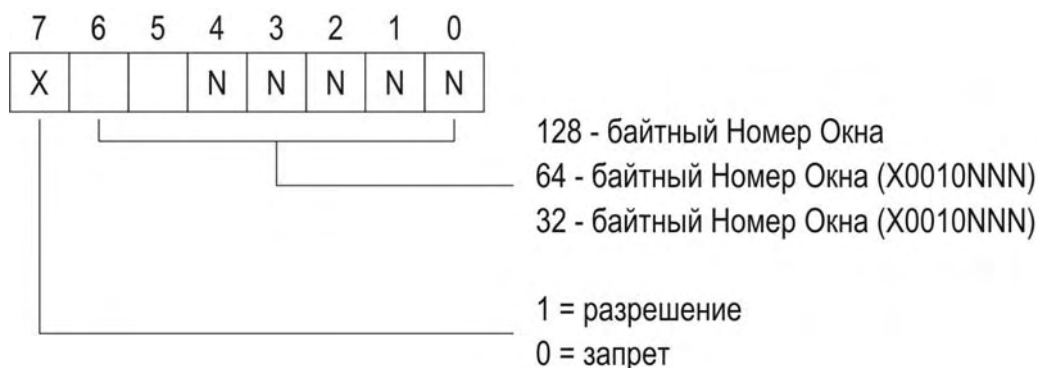 7 6 5 4 3 2 1 0
X N N N N N
128 - байтный Номер Окна
64 - байтный Номер Окна (X0010NNN)
32 - байтный Номер Окна (X0010NNN)
1 = разрешение
0 = запрет